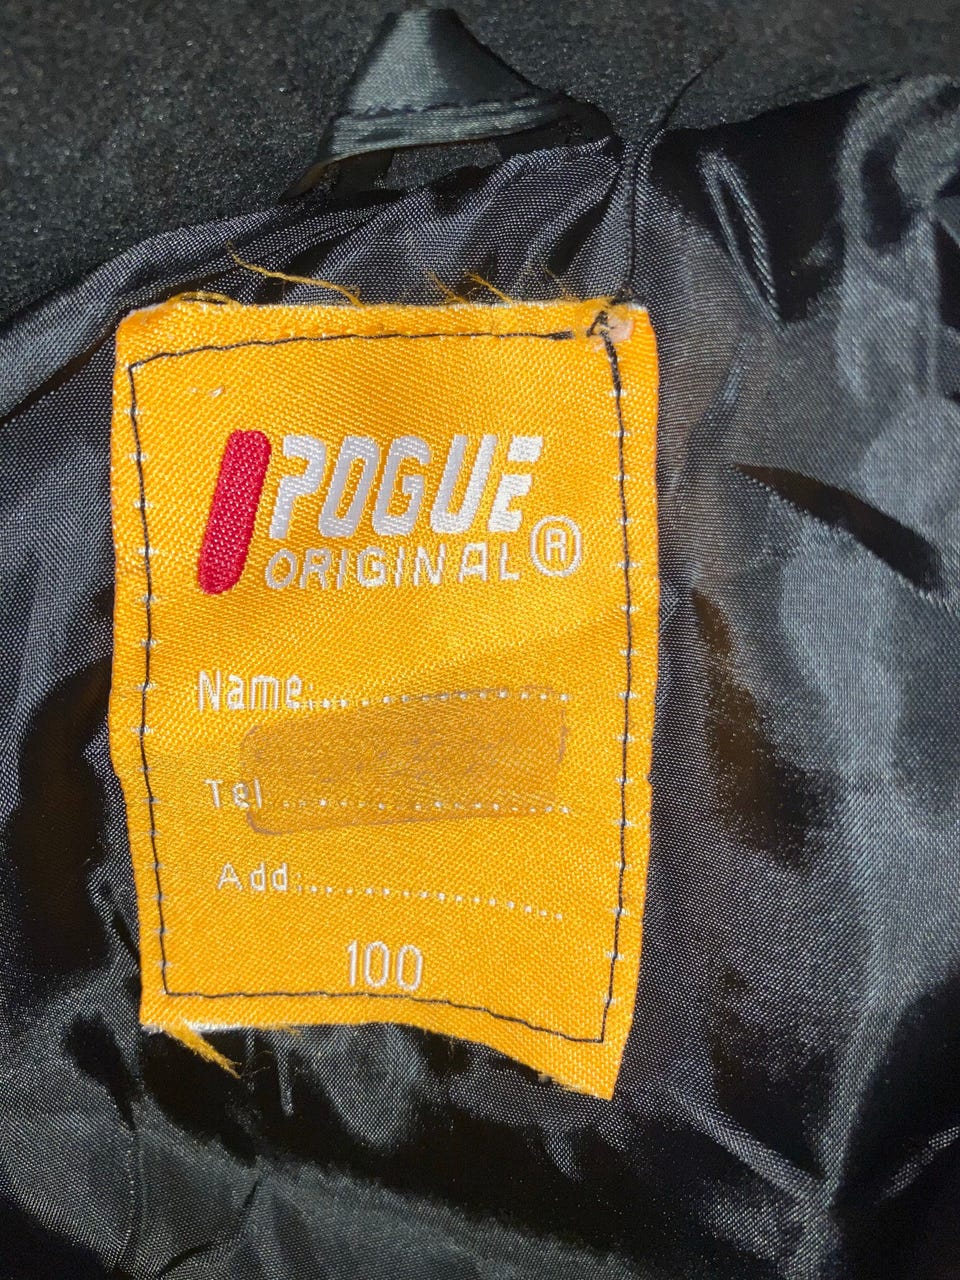 POGUE
ORIGINAL ®
Name:..................
Tel ..................
Add:..................
100